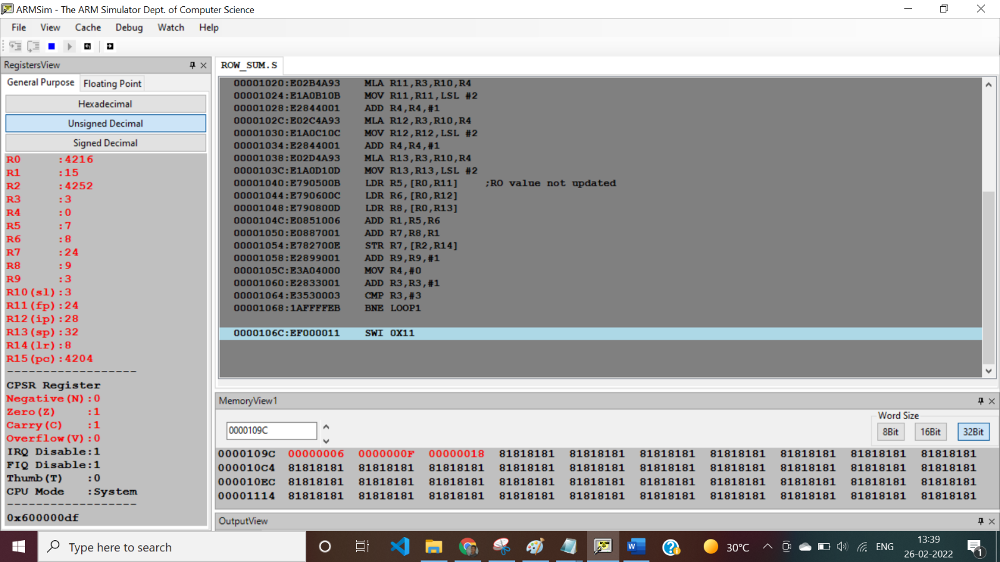 ARMSim - The ARM Simulator Dept. of Computer Science
File View Cache Debug Watch Help
RegistersView
General Purpose Floating Point
Hexadecimal
Unsigned Decimal
Signed Decimal
R0 :4216
R1 :15
R2 :4252
R3 :3
R4 :0
R5 :7
R6 :8
R7 :24
R8 :9
R9 :3
R10(sl):3
R11(fp):24
R12(ip):28
R13(sp):32
R14(lr):8
R15(pc):4204
------------------
CPSR Register
Negative(N):0
Zero(Z) :1
Carry(C) :1
Overflow(V):0
IRQ Disable:1
FIQ Disable:1
Thumb(T) :0
CPU Mode :System
------------------
0x600000df
ROW_SUM.S
00001020:E02B4A93 MLA R11,R3,R10,R4
00001024:E1A0B10B MOV R11,R11,LSL #2
00001028:E2844001 ADD R4,R4,#1
0000102C:E02C4A93 MLA R12,R3,R10,R4
00001030:E1A0C10C MOV R12,R12,LSL #2
00001034:E2844001 ADD R4,R4,#1
00001038:E02D4A93 MLA R13,R3,R10,R4
0000103C:E1A0D10D MOV R13,R13,LSL #2
00001040:E790500B LDR R5,[R0,R11] ;RO value not updated
00001044:E790600C LDR R6,[R0,R12]
00001048:E790800D LDR R8,[R0,R13]
0000104C:E0851006 ADD R1,R5,R6
00001050:E0887001 ADD R7,R8,R1
00001054:E782700E STR R7,[R2,R14]
00001058:E2899001 ADD R9,R9,#1
0000105C:E3A04000 MOV R4,#0
00001060:E2833001 ADD R3,R3,#1
00001064:E3530003 CMP R3,#3
00001068:1AFFFFEB BNE LOOP1
0000106C:EF000011 SWI 0X11
MemoryView1
Word Size
0000109C
8Bit 16Bit 32Bit
0000109C 00000006 0000000F 00000018 81818181 81818181 81818181 81818181 81818181 81818181 81818181
000010C4 81818181 81818181 81818181 81818181 81818181 81818181 81818181 81818181 81818181 81818181
000010EC 81818181 81818181 81818181 81818181 81818181 81818181 81818181 81818181 81818181 81818181
00001114 81818181 81818181 81818181 81818181 81818181 81818181 81818181 81818181 81818181 81818181
OutputView
Type here to search
30°C
ENG
13:39
26-02-2022
1